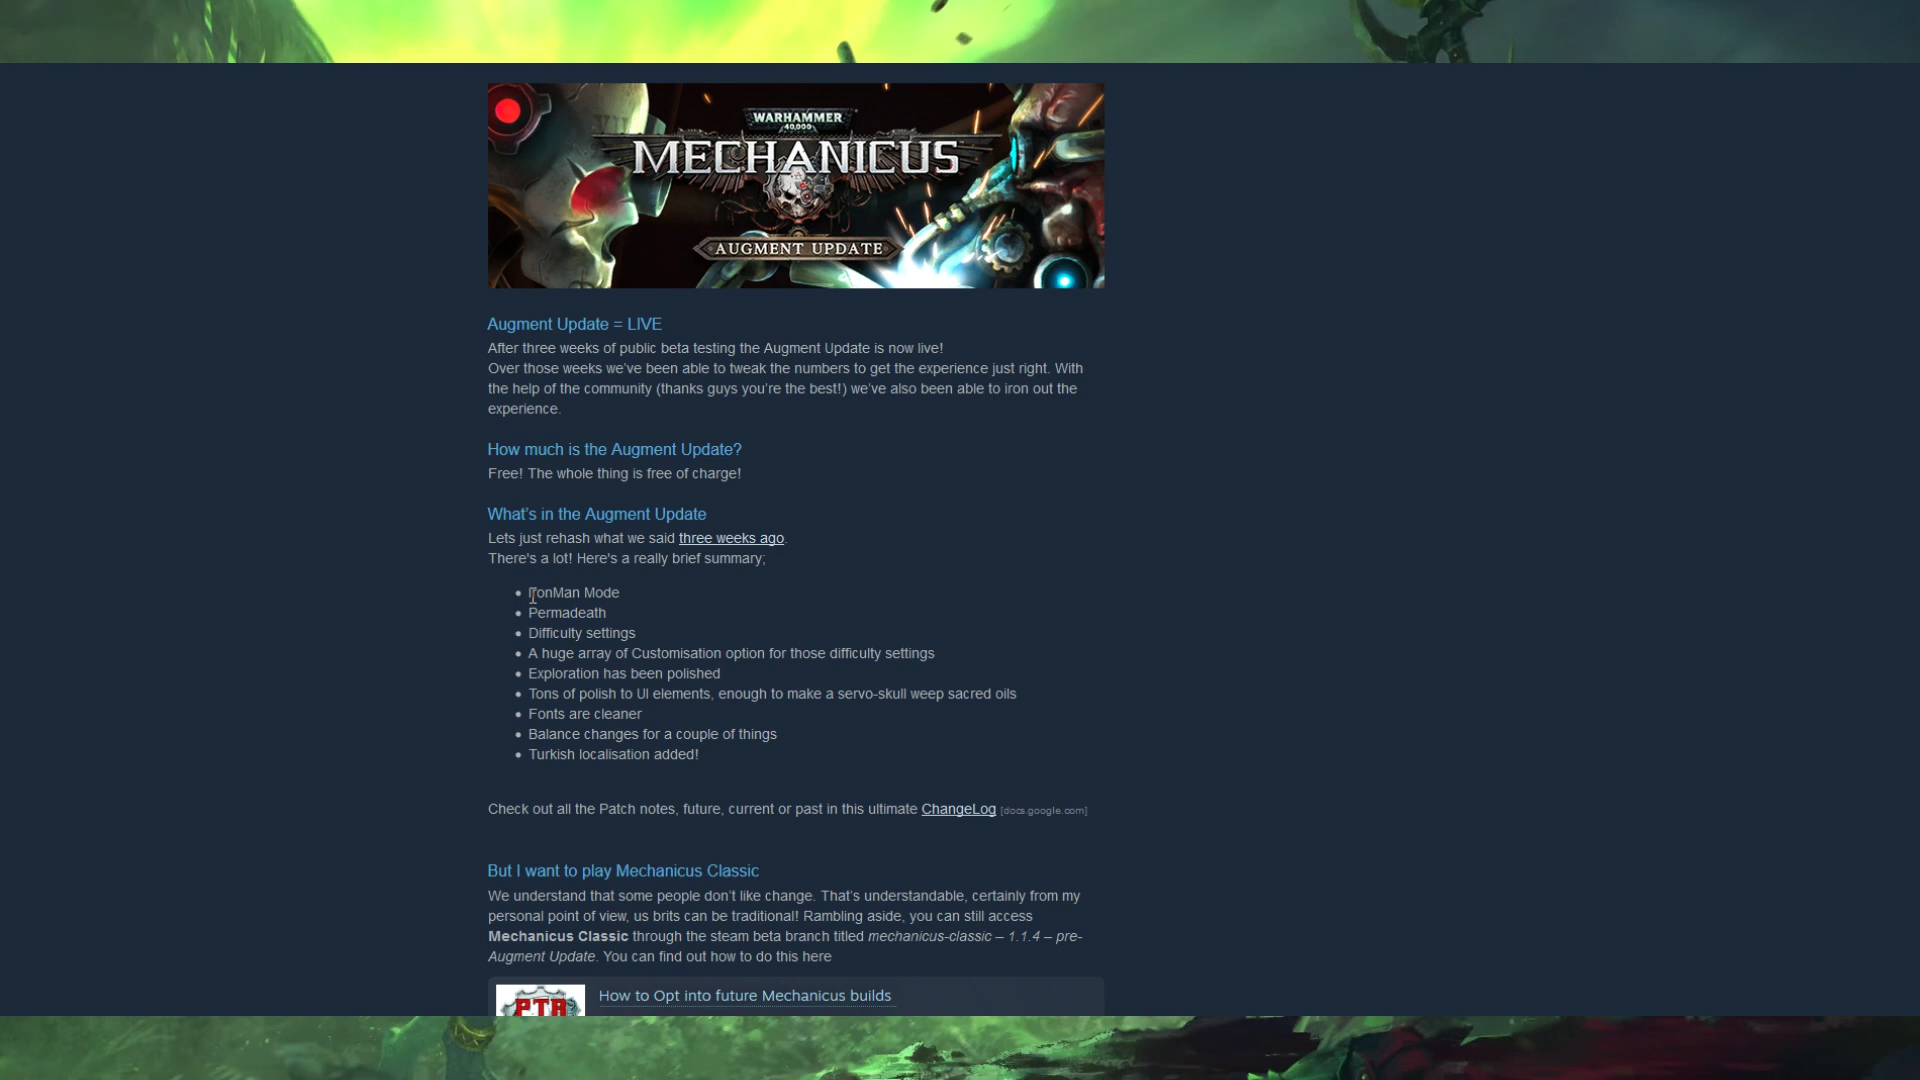 WARHAMMER
40,000
MECHANICUS
AUGMENT UPDATE
Augment Update = LIVE
After three weeks of public beta testing the Augment Update is now live!
Over those weeks we've been able to tweak the numbers to get the experience just right. With
the help of the community (thanks guys you're the best!) we've also been able to iron out the
experience.
How much is the Augment Update?
Free! The whole thing is free of charge!
What's in the Augment Update
Lets just rehash what we said three weeks ago.
There's a lot! Here's a really brief summary;
• IronMan Mode
• Permadeath
• Difficulty settings
• A huge array of Customisation option for those difficulty settings
• Exploration has been polished
• Tons of polish to UI elements, enough to make a servo-skull weep sacred oils
• Fonts are cleaner
• Balance changes for a couple of things
• Turkish localisation added!
Check out all the Patch notes, future, current or past in this ultimate ChangeLog [docs.google.com]
But I want to play Mechanicus Classic
We understand that some people don't like change. That's understandable, certainly from my
personal point of view, us brits can be traditional! Rambling aside, you can still access
Mechanicus Classic through the steam beta branch titled mechanicus-classic – 1.1.4 – pre-
Augment Update. You can find out how to do this here
PTR
How to Opt into future Mechanicus builds